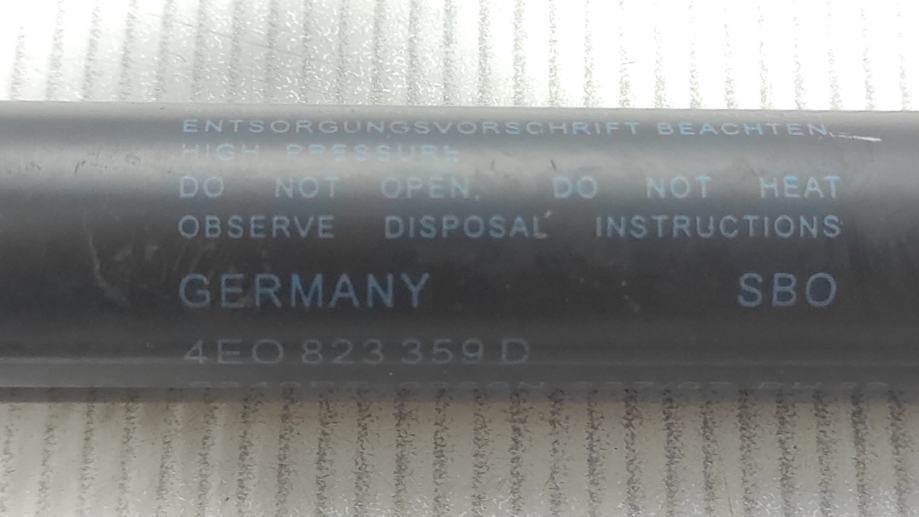 ENTSORGUNGSVORSCHRIFT BEACHTEN.
HIGH PRESSURE
DO NOT OPEN. DO NOT HEAT
OBSERVE DISPOSAL INSTRUCTIONS
GERMANY SBO
4E0 823 359 D